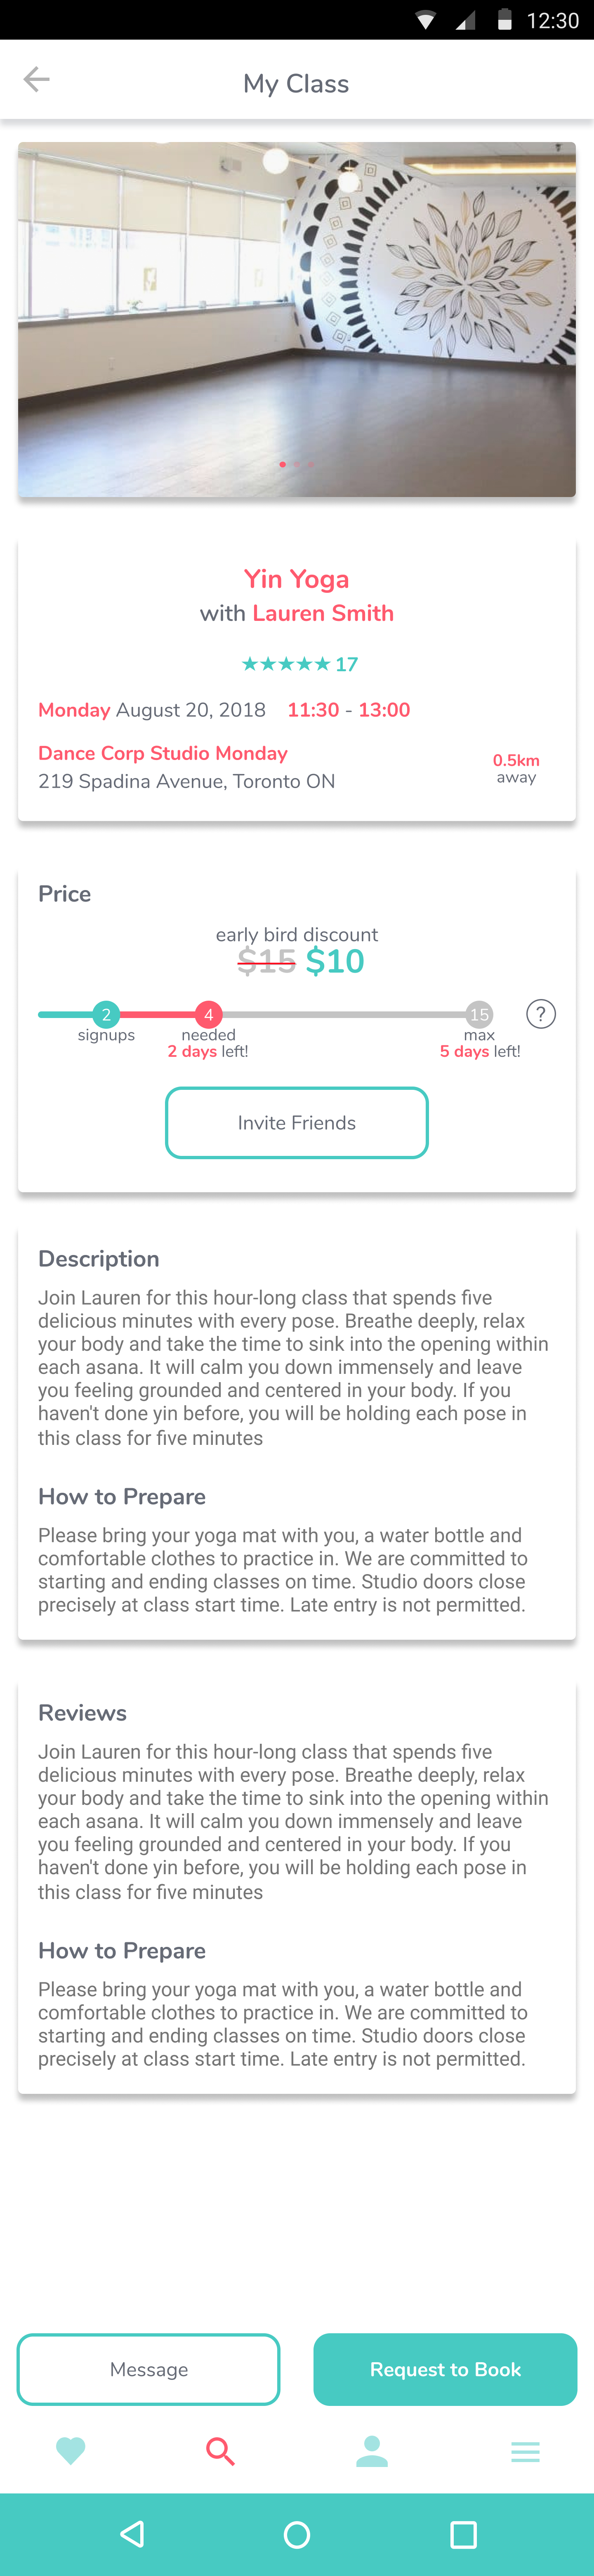 12:30
My Class
Yin Yoga
with Lauren Smith
★★★★★ 17
Monday August 20, 2018 11:30 - 13:00
Dance Corp Studio Monday
219 Spadina Avenue, Toronto ON
0.5km
away
Price
early bird discount
$15 $10
2 4 15 ?
signups needed max
2 days left! 5 days left!
Invite Friends
Description
Join Lauren for this hour-long class that spends five
delicious minutes with every pose. Breathe deeply, relax
your body and take the time to sink into the opening within
each asana. It will calm you down immensely and leave
you feeling grounded and centered in your body. If you
haven't done yin before, you will be holding each pose in
this class for five minutes
How to Prepare
Please bring your yoga mat with you, a water bottle and
comfortable clothes to practice in. We are committed to
starting and ending classes on time. Studio doors close
precisely at class start time. Late entry is not permitted.
Reviews
Join Lauren for this hour-long class that spends five
delicious minutes with every pose. Breathe deeply, relax
your body and take the time to sink into the opening within
each asana. It will calm you down immensely and leave
you feeling grounded and centered in your body. If you
haven't done yin before, you will be holding each pose in
this class for five minutes
How to Prepare
Please bring your yoga mat with you, a water bottle and
comfortable clothes to practice in. We are committed to
starting and ending classes on time. Studio doors close
precisely at class start time. Late entry is not permitted.
Message
Request to Book